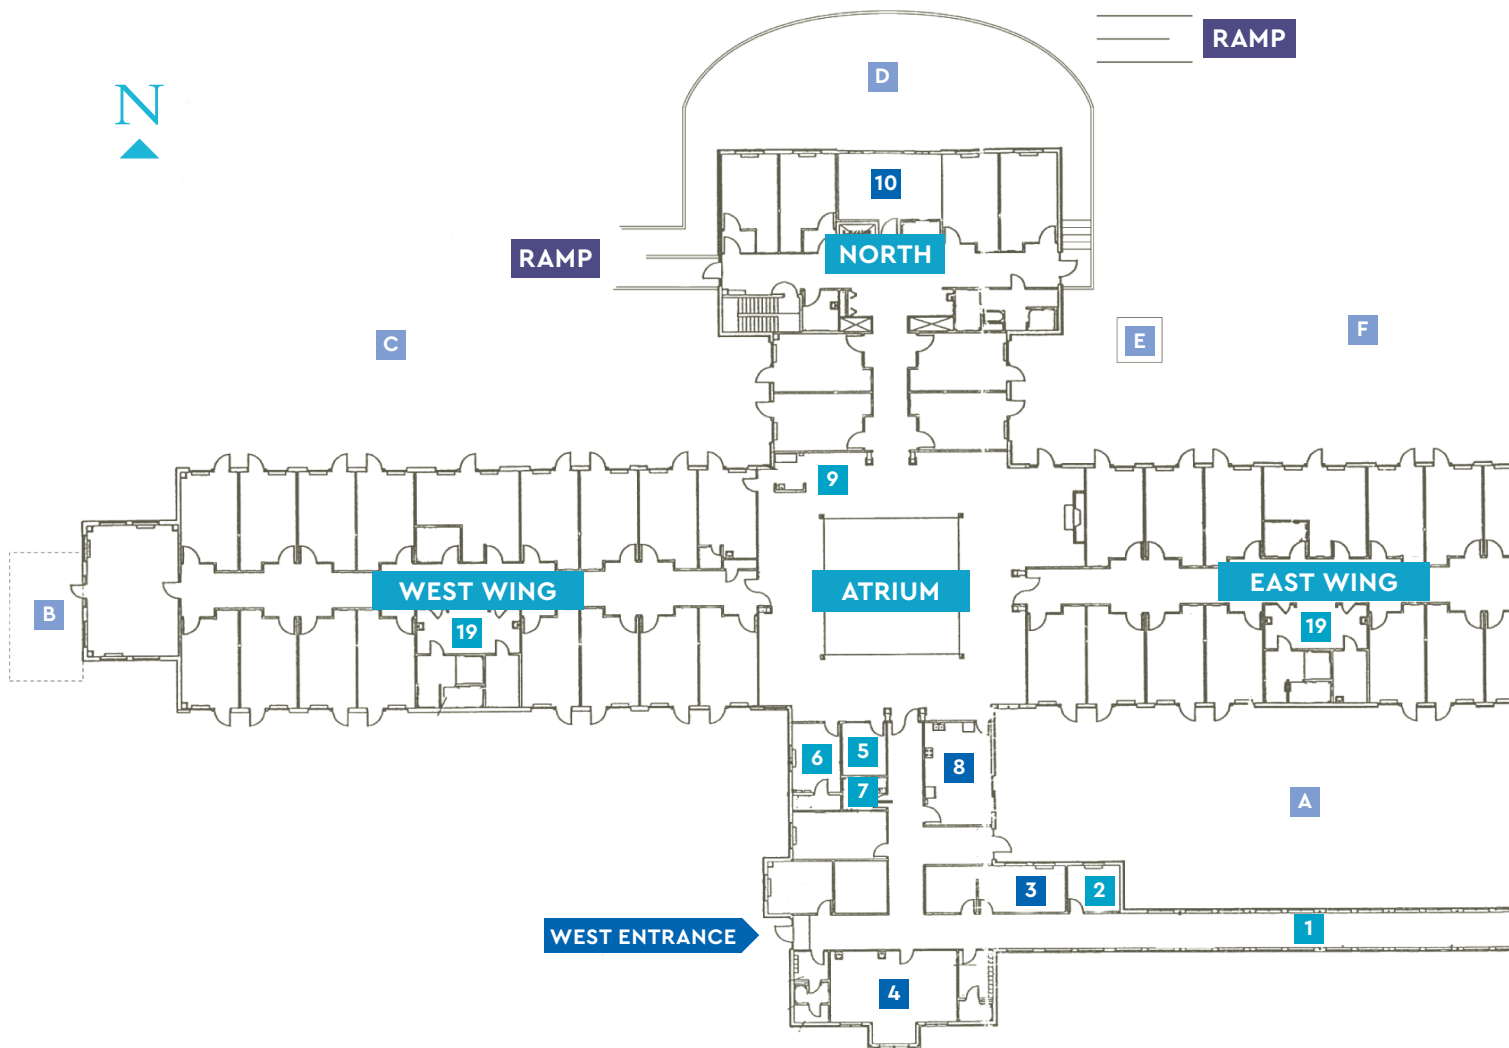 RAMP
D
N
10
NORTH
RAMP
C
E
F
9
WEST WING
ATRIUM
EAST WING
B
19
19
6
5
8
7
A
3
2
1
WEST ENTRANCE
4